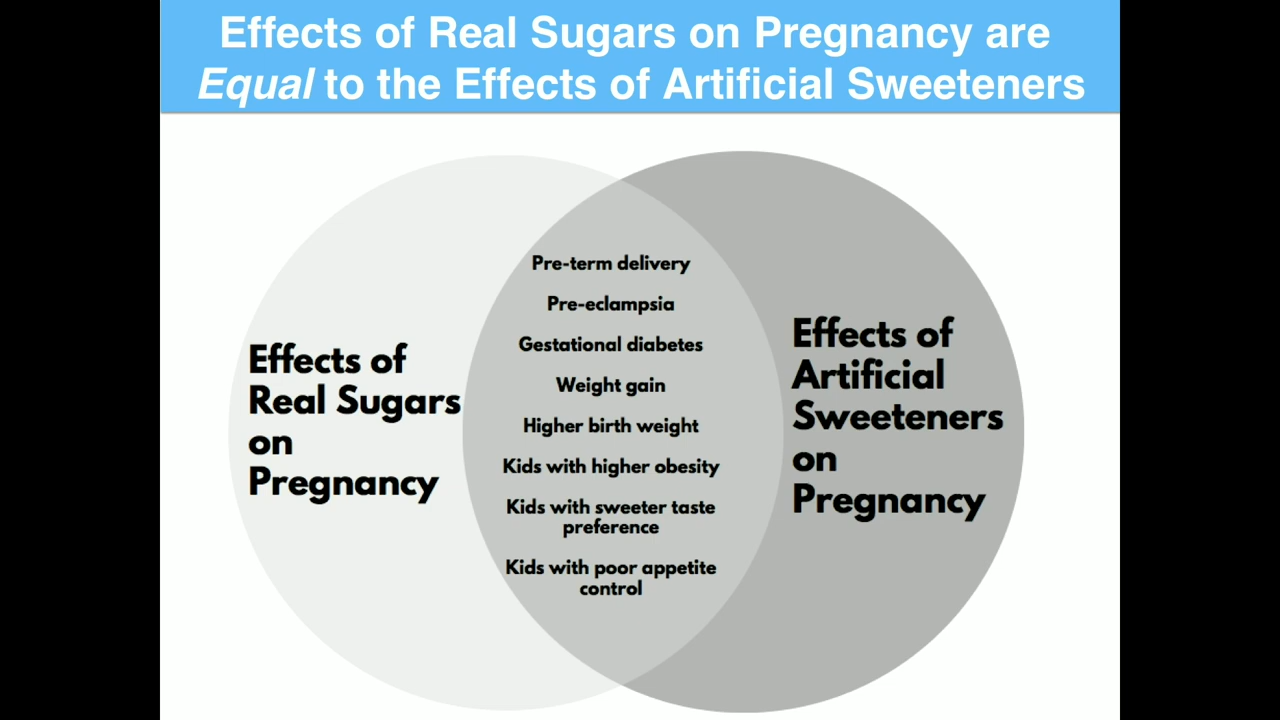 Effects of Real Sugars on Pregnancy are
Equal to the Effects of Artificial Sweeteners
Effects of
Real Sugars
on
Pregnancy
Pre-term delivery
Pre-eclampsia
Gestational diabetes
Weight gain
Higher birth weight
Kids with higher obesity
Kids with sweeter taste
preference
Kids with poor appetite
control
Effects of
Artificial
Sweeteners
on
Pregnancy